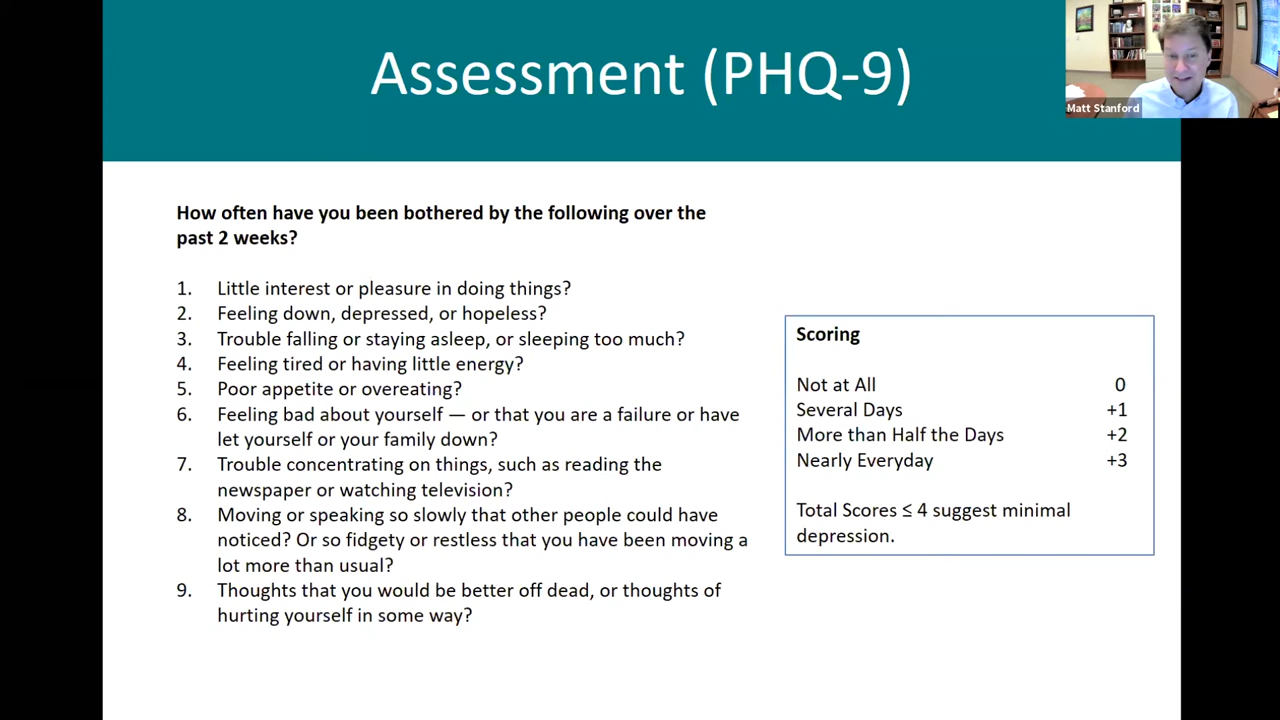 Assessment (PHQ-9)
Matt Stanford
How often have you been bothered by the following over the
past 2 weeks?
1. Little interest or pleasure in doing things?
2. Feeling down, depressed, or hopeless?
3. Trouble falling or staying asleep, or sleeping too much?
4. Feeling tired or having little energy?
5. Poor appetite or overeating?
6. Feeling bad about yourself — or that you are a failure or have
let yourself or your family down?
7. Trouble concentrating on things, such as reading the
newspaper or watching television?
8. Moving or speaking so slowly that other people could have
noticed? Or so fidgety or restless that you have been moving a
lot more than usual?
9. Thoughts that you would be better off dead, or thoughts of
hurting yourself in some way?
Scoring
Not at All 0
Several Days +1
More than Half the Days +2
Nearly Everyday +3
Total Scores ≤ 4 suggest minimal
depression.